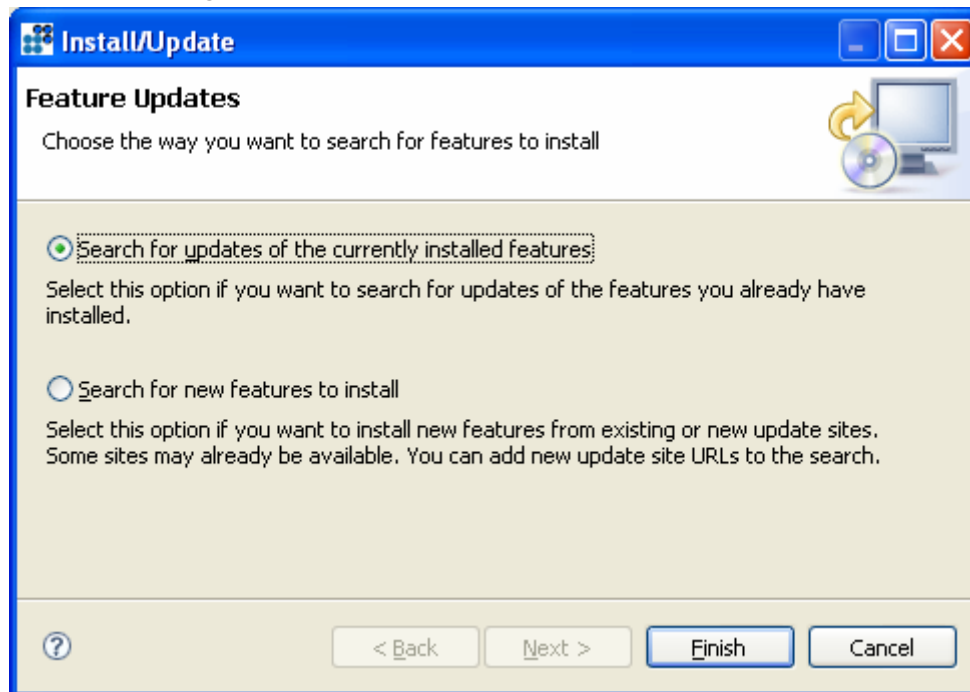 Install/Update
Feature Updates
Choose the way you want to search for features to install
Search for updates of the currently installed features
Select this option if you want to search for updates of the features you already have
installed.
Search for new features to install
Select this option if you want to install new features from existing or new update sites.
Some sites may already be available. You can add new update site URLs to the search.
? < Back Next > Finish Cancel